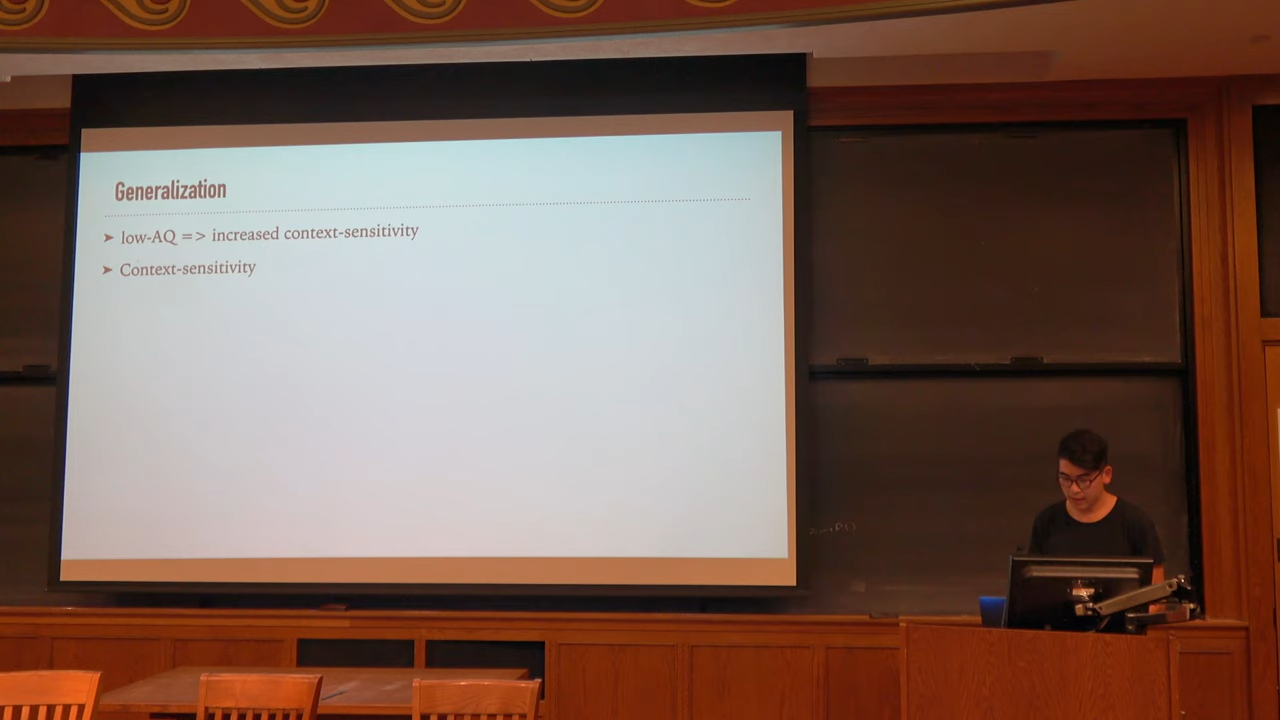 Generalization
➤ low-AQ => increased context-sensitivity
➤ Context-sensitivity